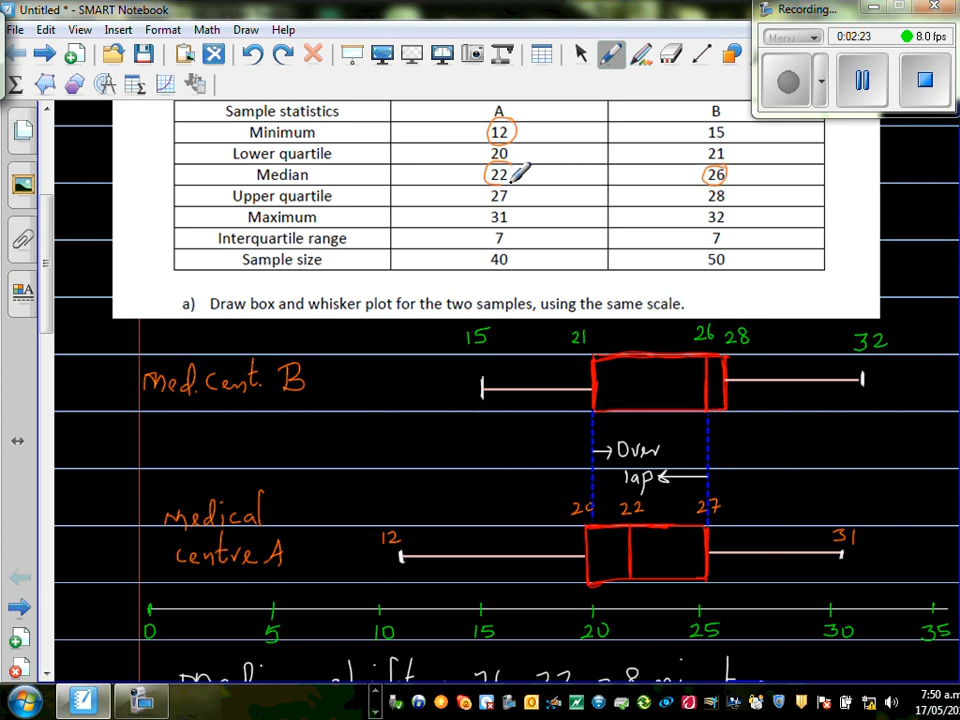 Untitled * - SMART Notebook
Recording...
File Edit View Insert Format Math Draw Help
Menu
0:02:23
8.0 fps
Sample statistics A B
Minimum 12 15
Lower quartile 20 21
Median 22 26
Upper quartile 27 28
Maximum 31 32
Interquartile range 7 7
Sample size 40 50
a) Draw box and whisker plot for the two samples, using the same scale.
15 21 26 28 32
med.cent. B
→ Over
lap ←
20 22 27
medical
12 31
centre A
0 5 10 15 20 25 30 35
7:50 a.m
17/05/20